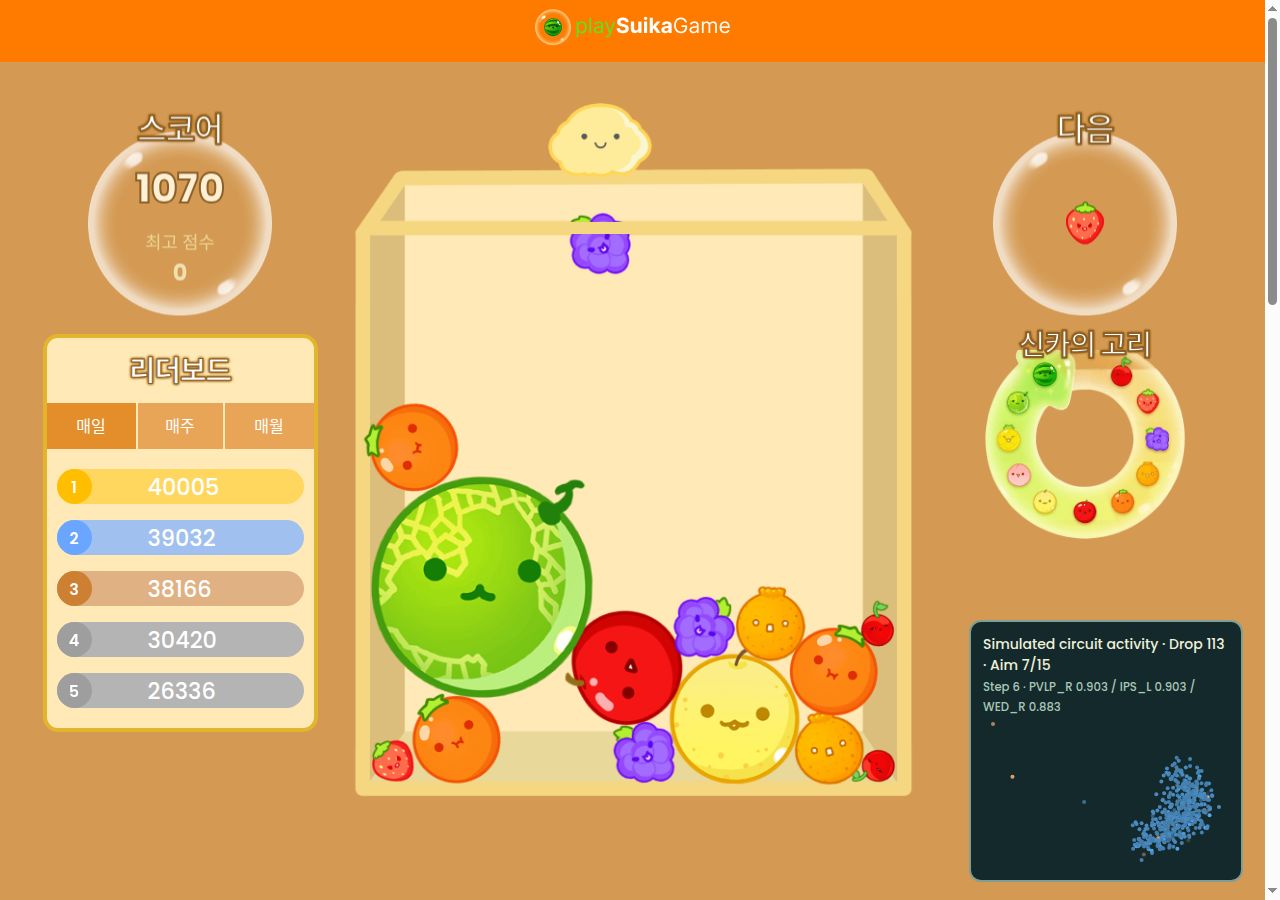 playSuikaGame
스코어
1070
최고 점수
0
리더보드
매일 매주 매월
1 40005
2 39032
3 38166
4 30420
5 26336
다음
신카의 고리
Simulated circuit activity · Drop 113
· Aim 7/15
Step 6 · PVLP_R 0.903 / IPS_L 0.903 /
WED_R 0.883